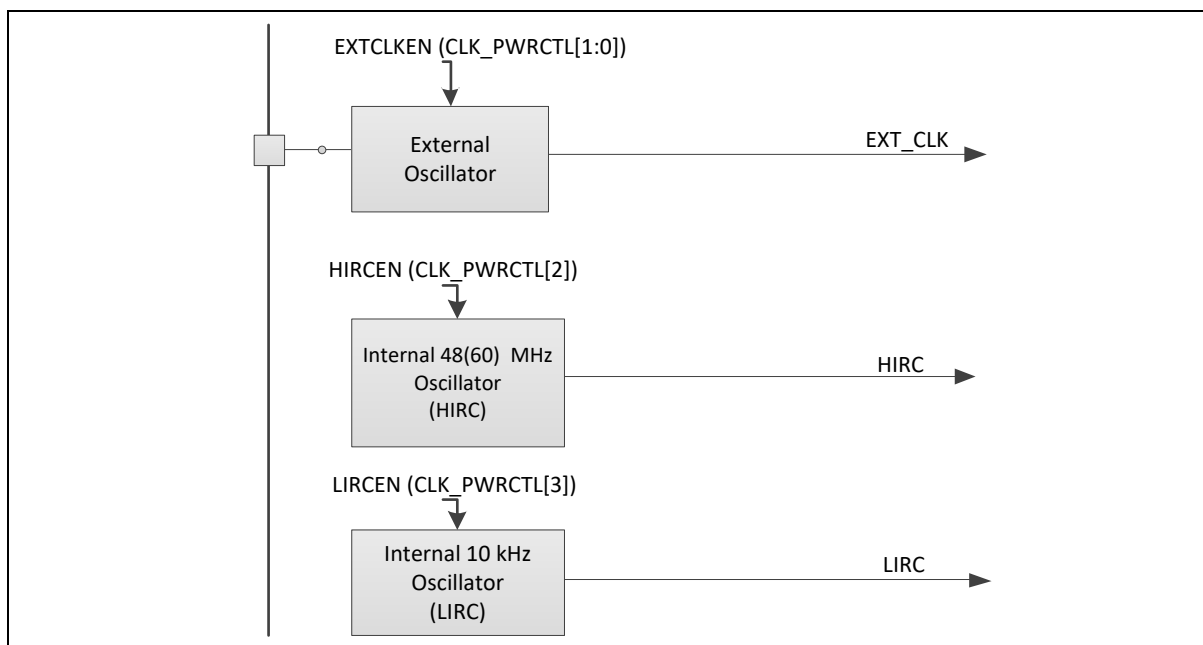 EXTCLKEN (CLK_PWRCTL[1:0])
External
Oscillator
EXT_CLK
HIRCEN (CLK_PWRCTL[2])
Internal 48(60) MHz
Oscillator
(HIRC)
HIRC
LIRCEN (CLK_PWRCTL[3])
Internal 10 kHz
Oscillator
(LIRC)
LIRC